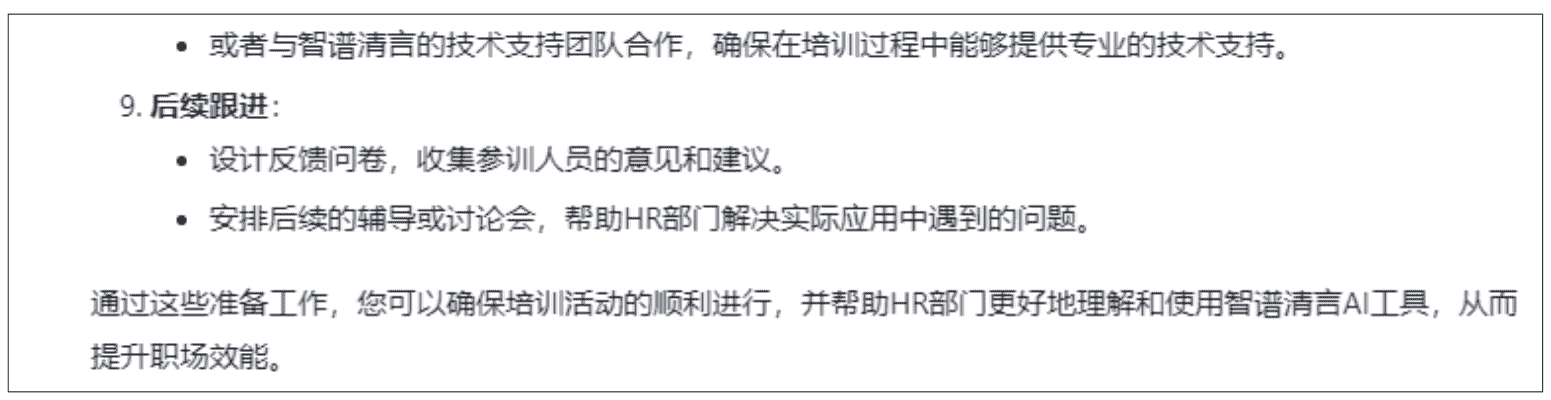 • 或者与智谱清言的技术支持团队合作，确保在培训过程中能够提供专业的技术支持。
9. 后续跟进：
• 设计反馈问卷，收集参训人员的意见和建议。
• 安排后续的辅导或讨论会，帮助HR部门解决实际应用中遇到的问题。
通过这些准备工作，您可以确保培训活动的顺利进行，并帮助HR部门更好地理解和使用智谱清言AI工具，从而
提升职场效能。